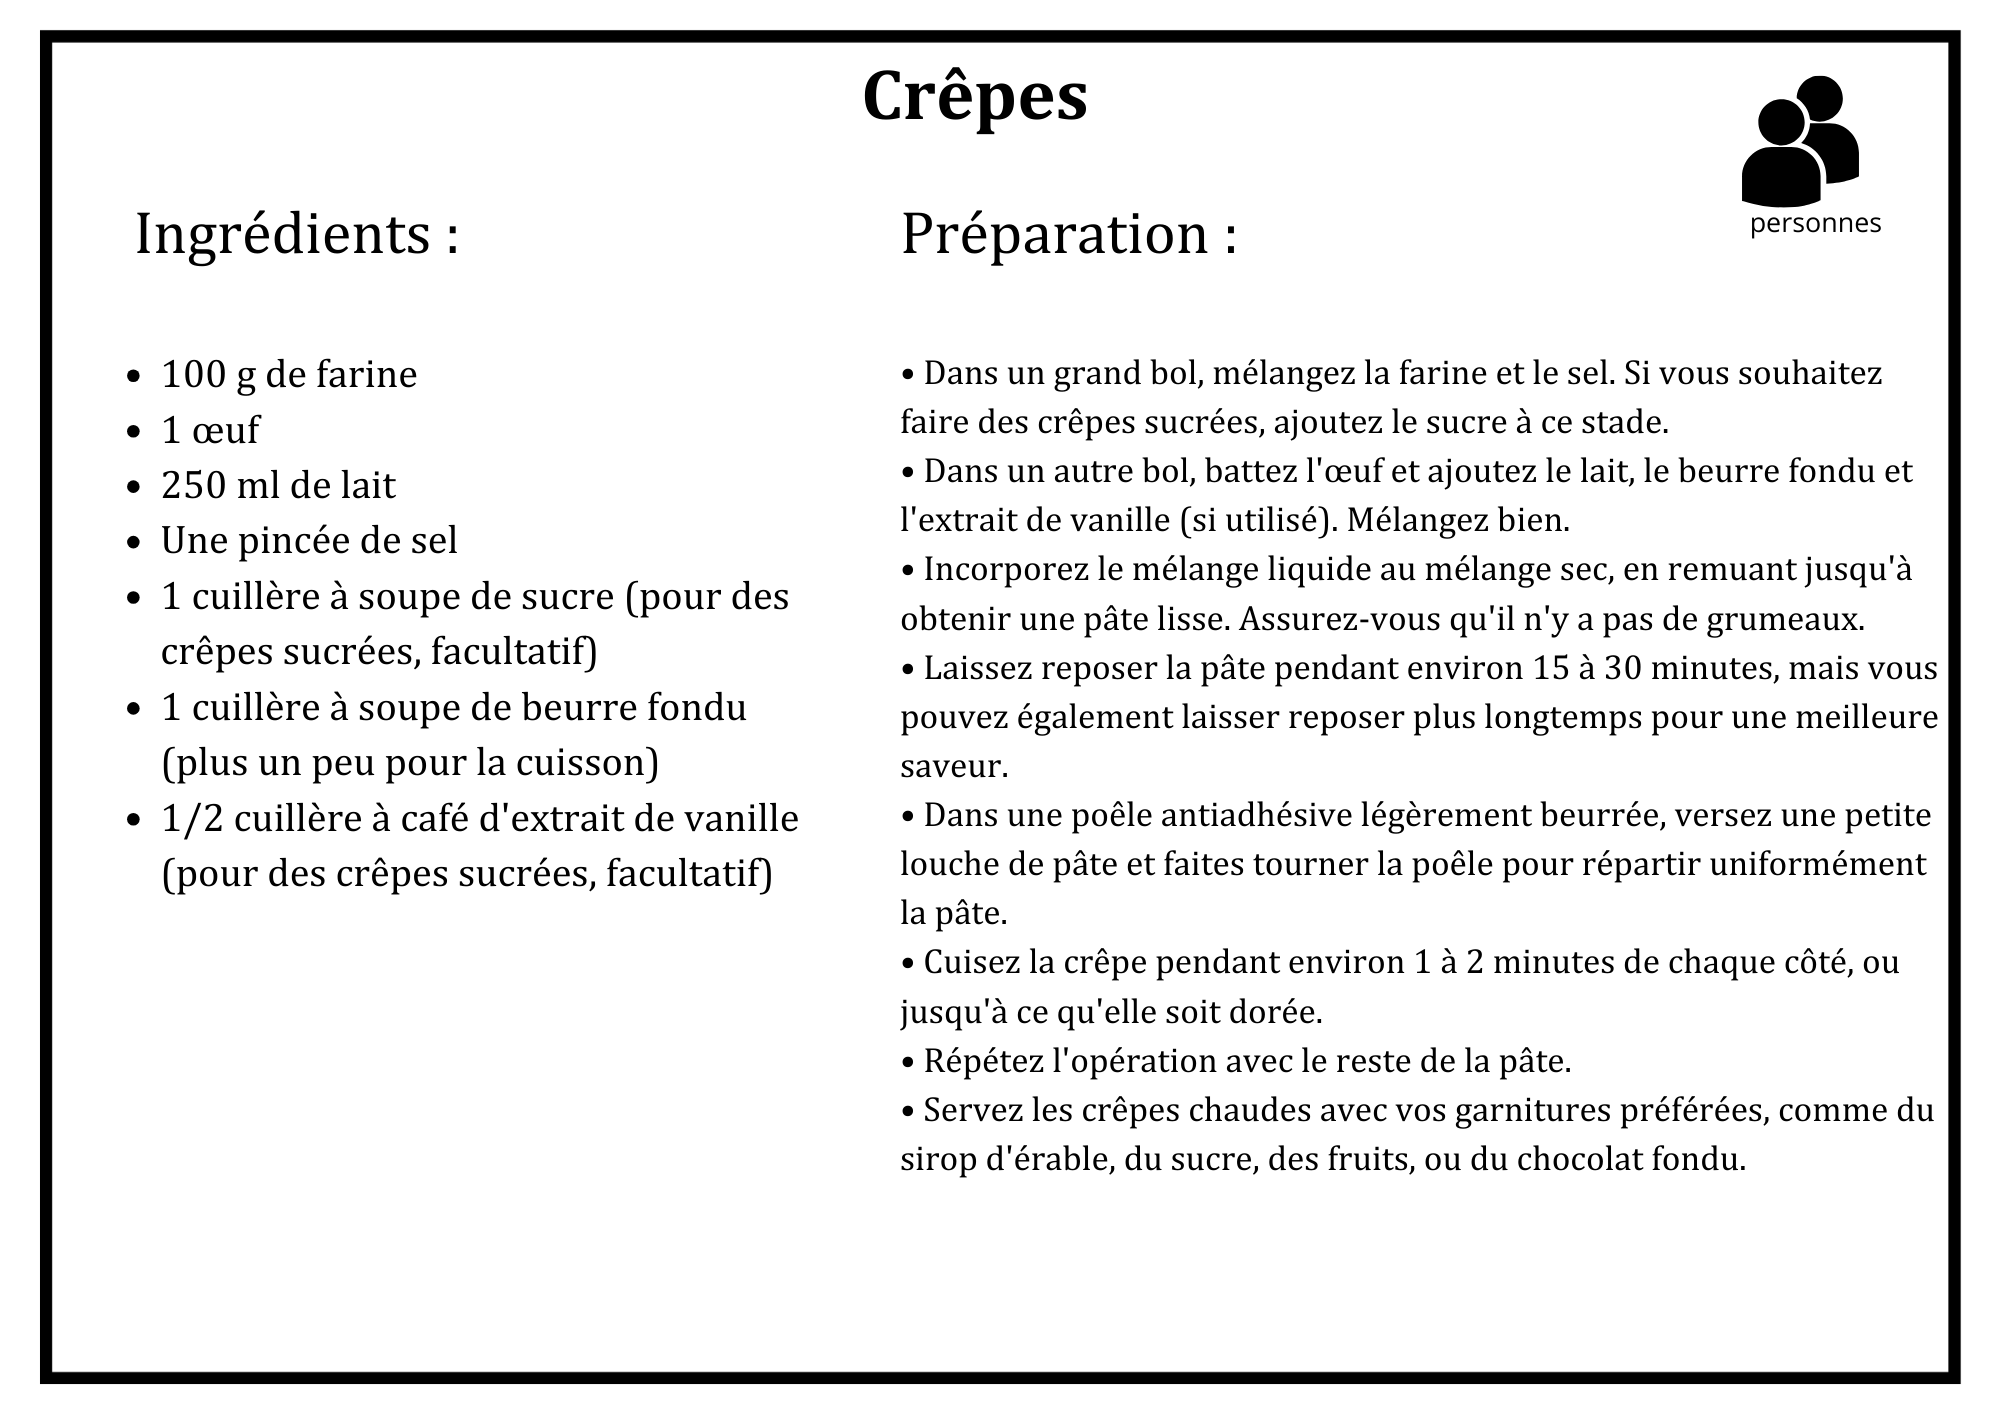 Crêpes
personnes
Ingrédients :
• 100 g de farine
• 1 œuf
• 250 ml de lait
• Une pincée de sel
• 1 cuillère à soupe de sucre (pour des
crêpes sucrées, facultatif)
• 1 cuillère à soupe de beurre fondu
(plus un peu pour la cuisson)
• 1/2 cuillère à café d'extrait de vanille
(pour des crêpes sucrées, facultatif)
Préparation :
• Dans un grand bol, mélangez la farine et le sel. Si vous souhaitez
faire des crêpes sucrées, ajoutez le sucre à ce stade.
• Dans un autre bol, battez l'œuf et ajoutez le lait, le beurre fondu et
l'extrait de vanille (si utilisé). Mélangez bien.
• Incorporez le mélange liquide au mélange sec, en remuant jusqu'à
obtenir une pâte lisse. Assurez-vous qu'il n'y a pas de grumeaux.
• Laissez reposer la pâte pendant environ 15 à 30 minutes, mais vous
pouvez également laisser reposer plus longtemps pour une meilleure
saveur.
• Dans une poêle antiadhésive légèrement beurrée, versez une petite
louche de pâte et faites tourner la poêle pour répartir uniformément
la pâte.
• Cuisez la crêpe pendant environ 1 à 2 minutes de chaque côté, ou
jusqu'à ce qu'elle soit dorée.
• Répétez l'opération avec le reste de la pâte.
• Servez les crêpes chaudes avec vos garnitures préférées, comme du
sirop d'érable, du sucre, des fruits, ou du chocolat fondu.